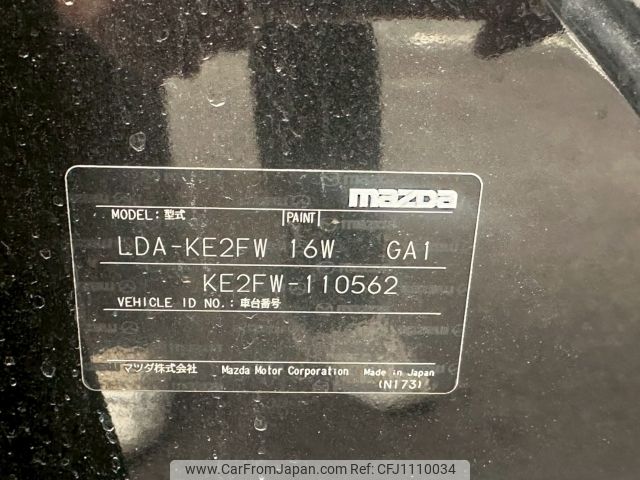 mazda
MODEL: 型式 PAINT
LDA-KE2FW 16W GA1
KE2FW-110562
VEHICLE ID NO.: 車台番号
マツダ株式会社 Mazda Motor Corporation Made in Japan
(N173)
www.CarFromJapan.com - CFJ1110034